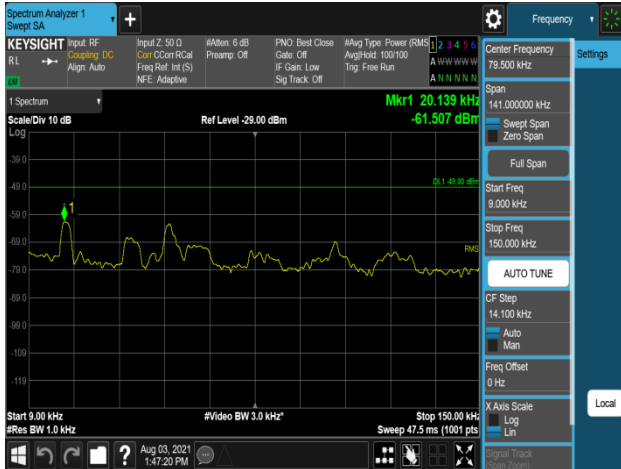 Spectrum Analyzer 1
Swept SA
+
Frequency
KEYSIGHT
RL
LU
Input: RF
Coupling: DC
Align: Auto
Input Z: 50 Ω
Corr CCorr RCal
Freq Ref: Int (S)
NFE: Adaptive
#Atten: 6 dB
Preamp: Off
PNO: Best Close
Gate: Off
IF Gain: Low
Sig Track: Off
#Avg Type: Power (RMS
Avg|Hold: 100/100
Trig: Free Run
1 2 3 4 5 6
A W W W W W
A N N N N N
1 Spectrum
Scale/Div 10 dB
Ref Level -29.00 dBm
Mkr1 20.139 kHz
-61.507 dBm
Log
-39.0
DL1 -49.00 dBm
-49.0
1
-59.0
-69.0
RMS
-79.0
-89.0
-99.0
-109
-119
Start 9.00 kHz
#Video BW 3.0 kHz*
Stop 150.00 kHz
#Res BW 1.0 kHz
Sweep 47.5 ms (1001 pts
?
Aug 03, 2021
1:47:20 PM
Center Frequency
79.500 kHz
Settings
Span
141.000000 kHz
Swept Span
Zero Span
Full Span
Start Freq
9.000 kHz
Stop Freq
150.000 kHz
AUTO TUNE
CF Step
14.100 kHz
Auto
Man
Freq Offset
0 Hz
X Axis Scale
Log
Lin
Local
Signal Track
(Span Zoom)